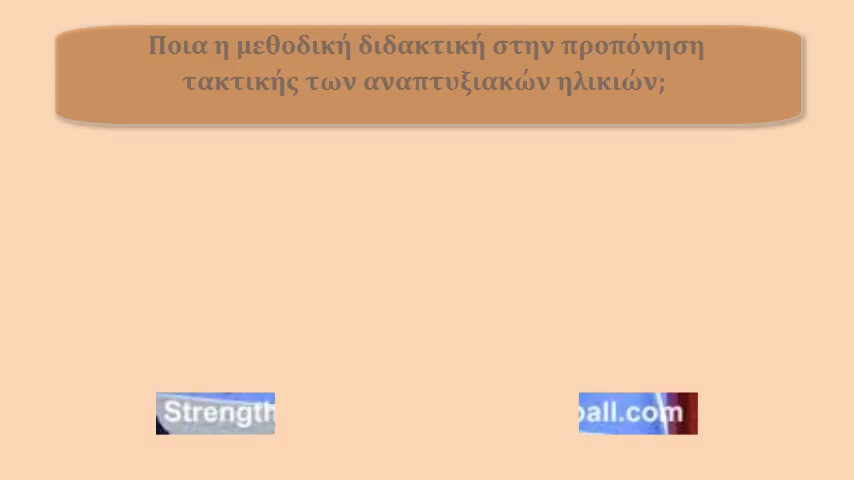 Ποια η μεθοδική διδακτική στην προπόνηση
τακτικής των αναπτυξιακών ηλικιών;
Strength
ball.com